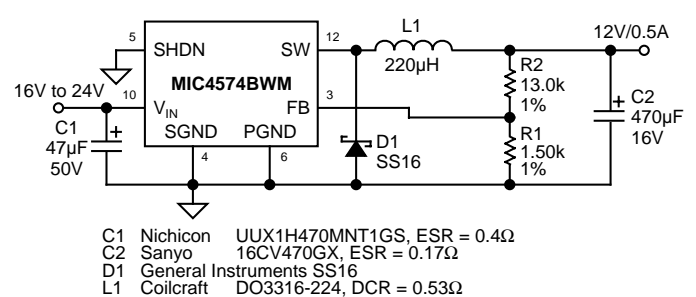 L1
12V/0.5A
5
SHDN
SW
12
220µH
R2
13.0k
1%
MIC4574BWM
16V to 24V
10
VIN
FB
3
C2
470µF
16V
C1
47µF
50V
SGND
PGND
4
6
D1
SS16
R1
1.50k
1%
C1 Nichicon UUX1H470MNT1GS, ESR = 0.4Ω
C2 Sanyo 16CV470GX, ESR = 0.17Ω
D1 General Instruments SS16
L1 Coilcraft DO3316-224, DCR = 0.53Ω